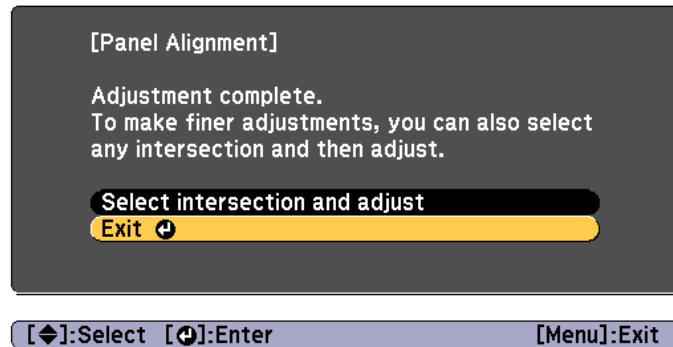 [Panel Alignment]
Adjustment complete.
To make finer adjustments, you can also select
any intersection and then adjust.
Select intersection and adjust
Exit
[◆]:Select [↵]:Enter [Menu]:Exit